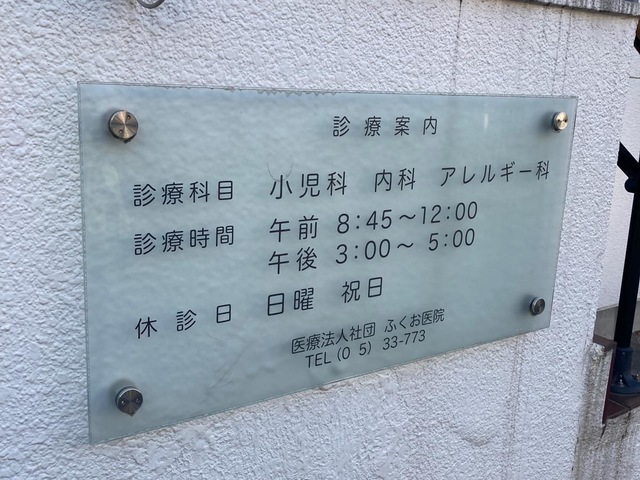 診療案内
診療科目 小児科 内科 アレルギー科
診療時間 午前 8:45～12:00
午後 3:00～ 5:00
休診日 日曜 祝日
医療法人社団 ふくお医院
TEL (0 5) 33-773